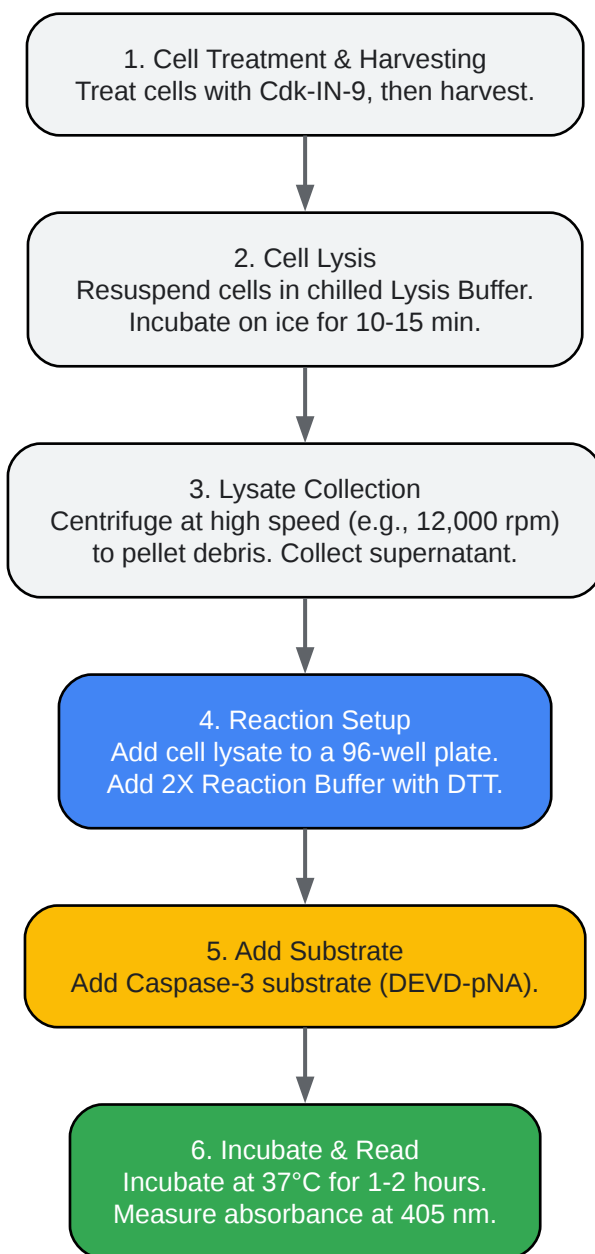 1. Cell Treatment & Harvesting
Treat cells with Cdk-IN-9, then harvest.
2. Cell Lysis
Resuspend cells in chilled Lysis Buffer.
Incubate on ice for 10-15 min.
3. Lysate Collection
Centrifuge at high speed (e.g., 12,000 rpm)
to pellet debris. Collect supernatant.
4. Reaction Setup
Add cell lysate to a 96-well plate.
Add 2X Reaction Buffer with DTT.
5. Add Substrate
Add Caspase-3 substrate (DEVD-pNA).
6. Incubate & Read
Incubate at 37°C for 1-2 hours.
Measure absorbance at 405 nm.